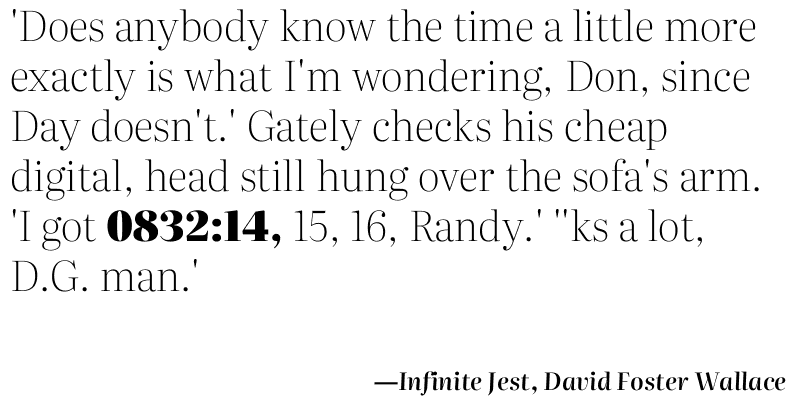 'Does anybody know the time a little more
exactly is what I'm wondering, Don, since
Day doesn't.' Gately checks his cheap
digital, head still hung over the sofa's arm.
'I got 0832:14, 15, 16, Randy.' ''ks a lot,
D.G. man.'
—Infinite Jest, David Foster Wallace